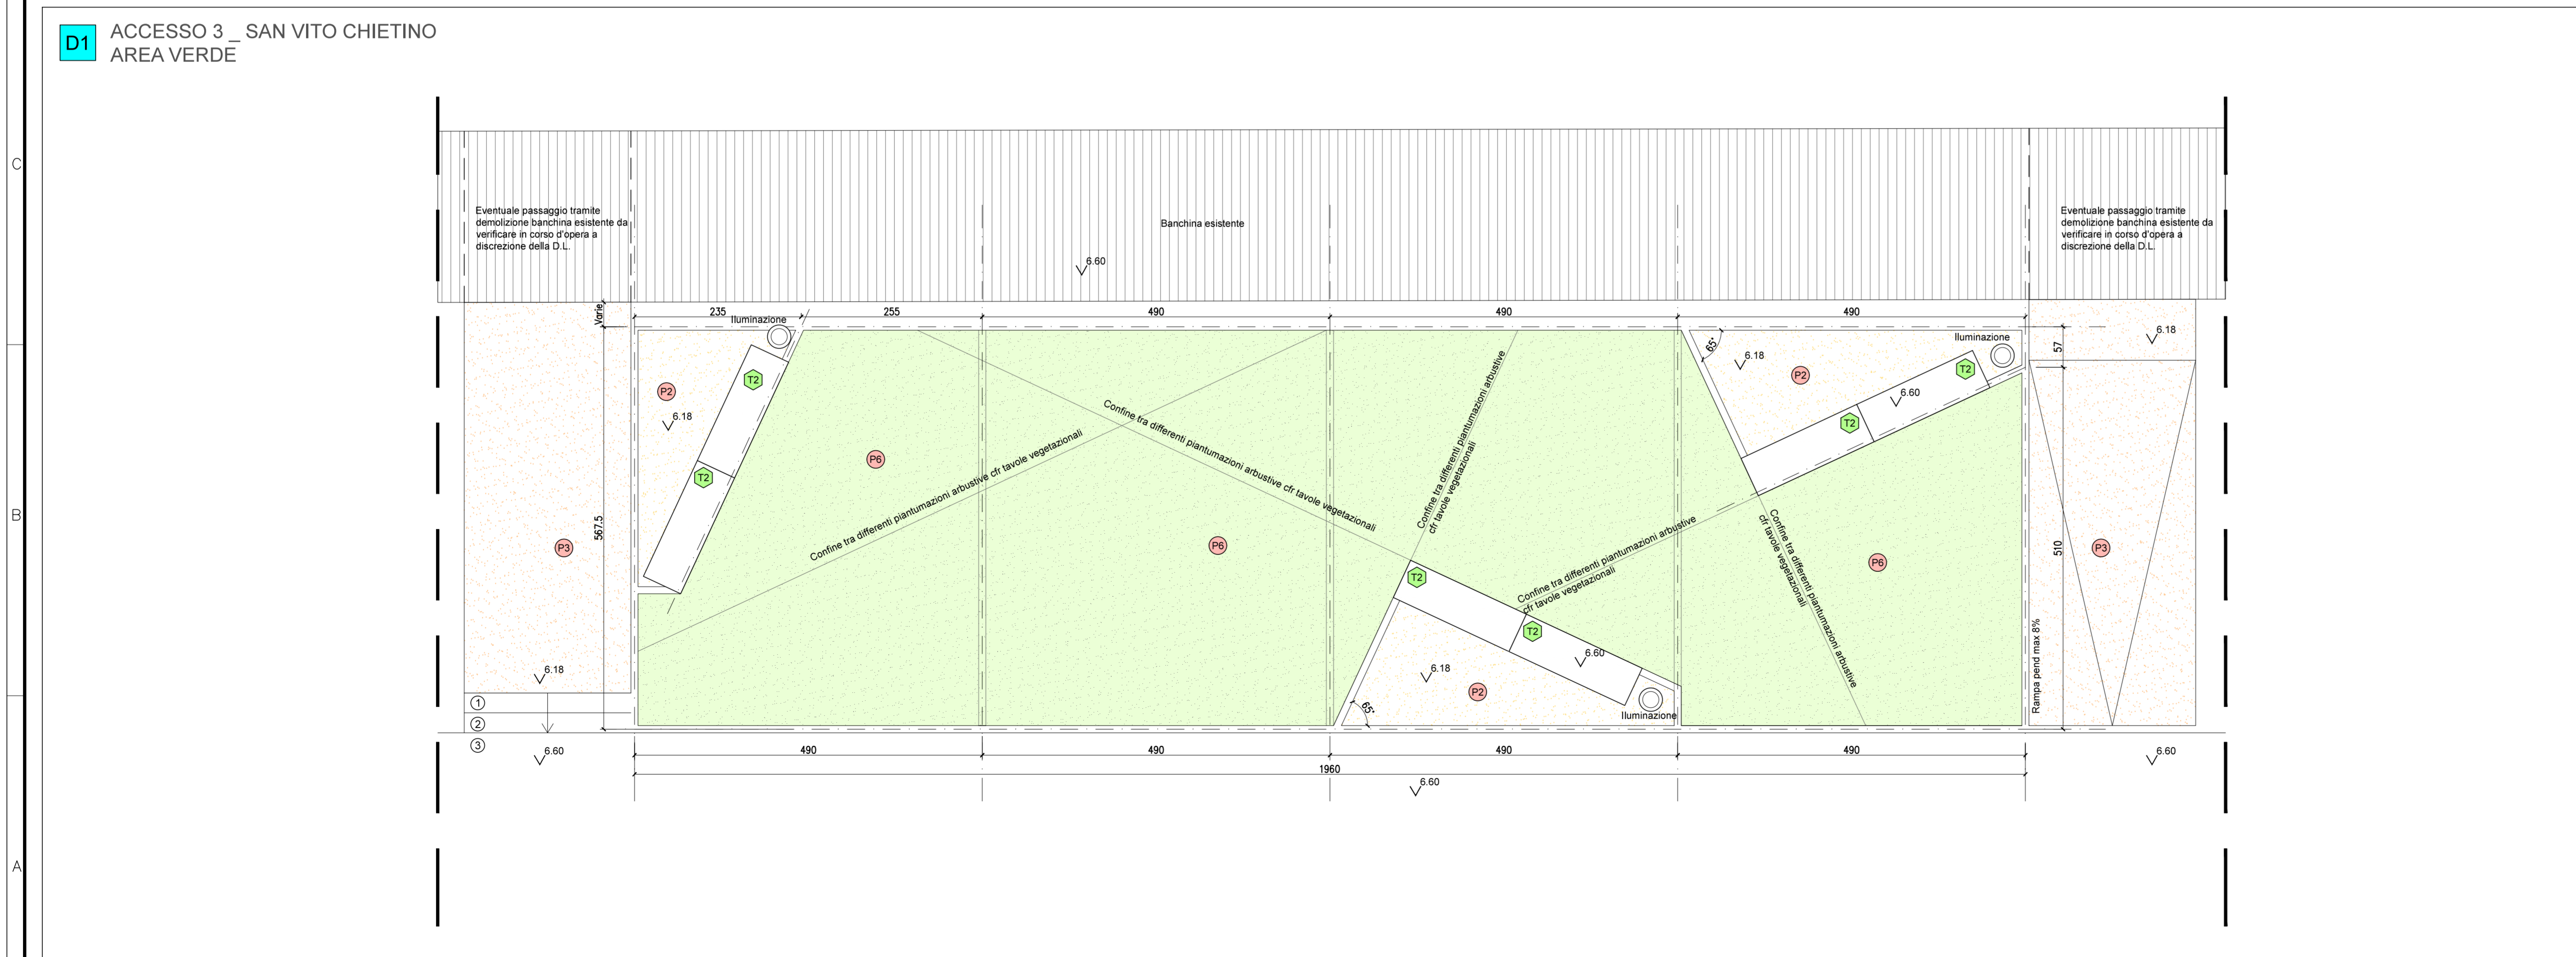 D1
ACCESSO 3 _ SAN VITO CHIETINO
AREA VERDE
C
B
A
Eventuale passaggio tramite
demolizione banchina esistente da
verificare in corso d'opera a
discrezione della D.L.
Banchina esistente
6.60
Eventuale passaggio tramite
demolizione banchina esistente da
verificare in corso d'opera a
discrezione della D.L.
Varie
235
255
490
490
490
Iluminazione
T2
P2
6.18
T2
P6
Confine tra differenti piantumazioni arbustive cfr tavole vegetazionali
Confine tra differenti piantumazioni arbustive cfr tavole vegetazionali
P6
Confine tra differenti piantumazioni arbustive
cfr tavole vegetazionali
65°
6.18
P2
Iluminazione
T2
6.60
T2
57
6.18
567.5
P3
Confine tra differenti piantumazioni arbustive
cfr tavole vegetazionali
Confine tra differenti piantumazioni arbustive
cfr tavole vegetazionali
P6
510
P3
T2
T2
6.60
6.18
P2
65°
Iluminazione
Rampa pend max 8%
6.18
1
2
3
6.60
490
490
490
490
1960
6.60
6.60